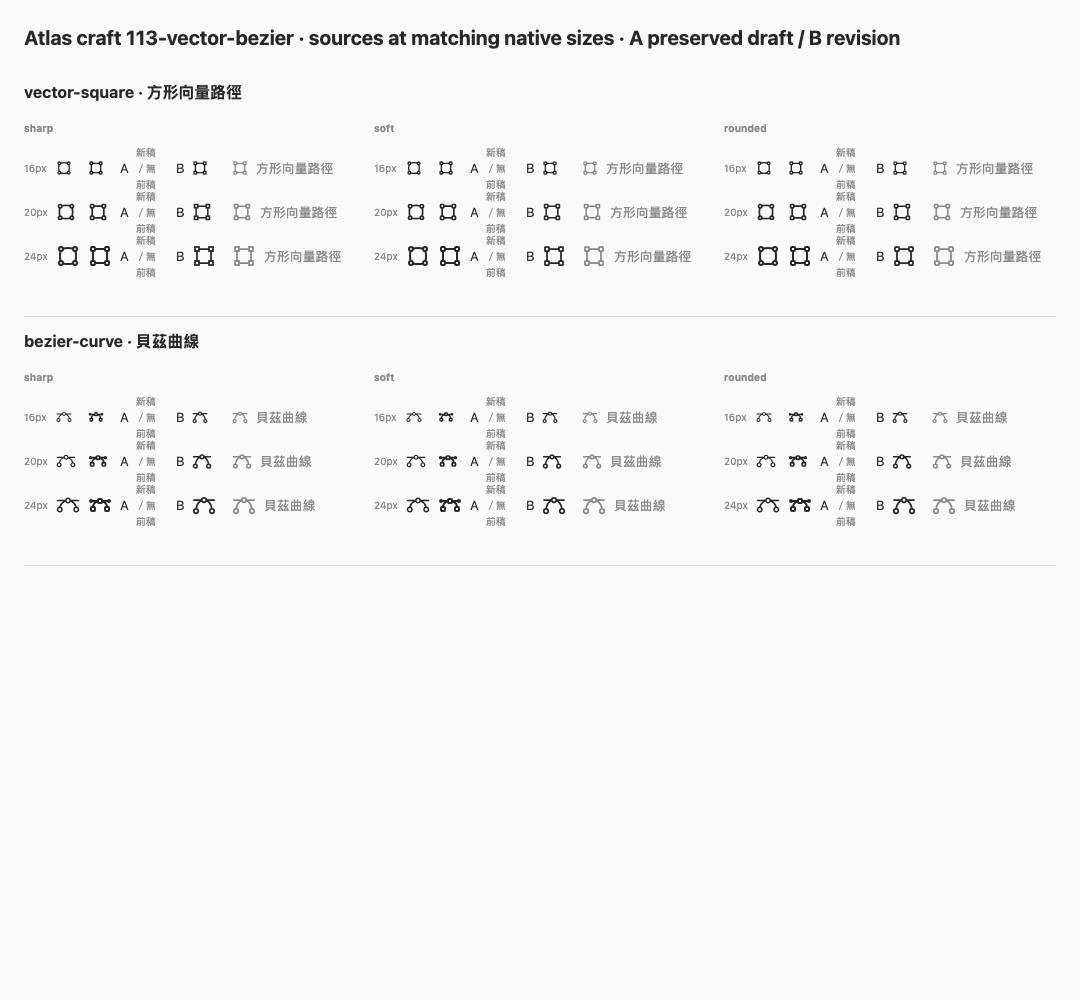 Atlas craft 113-vector-bezier · sources at matching native sizes · A preserved draft / B revision
vector-square · 方形向量路徑
sharp
soft
rounded
16px A 新稿 / 無前稿 B 方形向量路徑
16px A 新稿 / 無前稿 B 方形向量路徑
16px A 新稿 / 無前稿 B 方形向量路徑
20px A 新稿 / 無前稿 B 方形向量路徑
20px A 新稿 / 無前稿 B 方形向量路徑
20px A 新稿 / 無前稿 B 方形向量路徑
24px A 新稿 / 無前稿 B 方形向量路徑
24px A 新稿 / 無前稿 B 方形向量路徑
24px A 新稿 / 無前稿 B 方形向量路徑
bezier-curve · 貝茲曲線
sharp
soft
rounded
16px A 新稿 / 無前稿 B 貝茲曲線
16px A 新稿 / 無前稿 B 貝茲曲線
16px A 新稿 / 無前稿 B 貝茲曲線
20px A 新稿 / 無前稿 B 貝茲曲線
20px A 新稿 / 無前稿 B 貝茲曲線
20px A 新稿 / 無前稿 B 貝茲曲線
24px A 新稿 / 無前稿 B 貝茲曲線
24px A 新稿 / 無前稿 B 貝茲曲線
24px A 新稿 / 無前稿 B 貝茲曲線